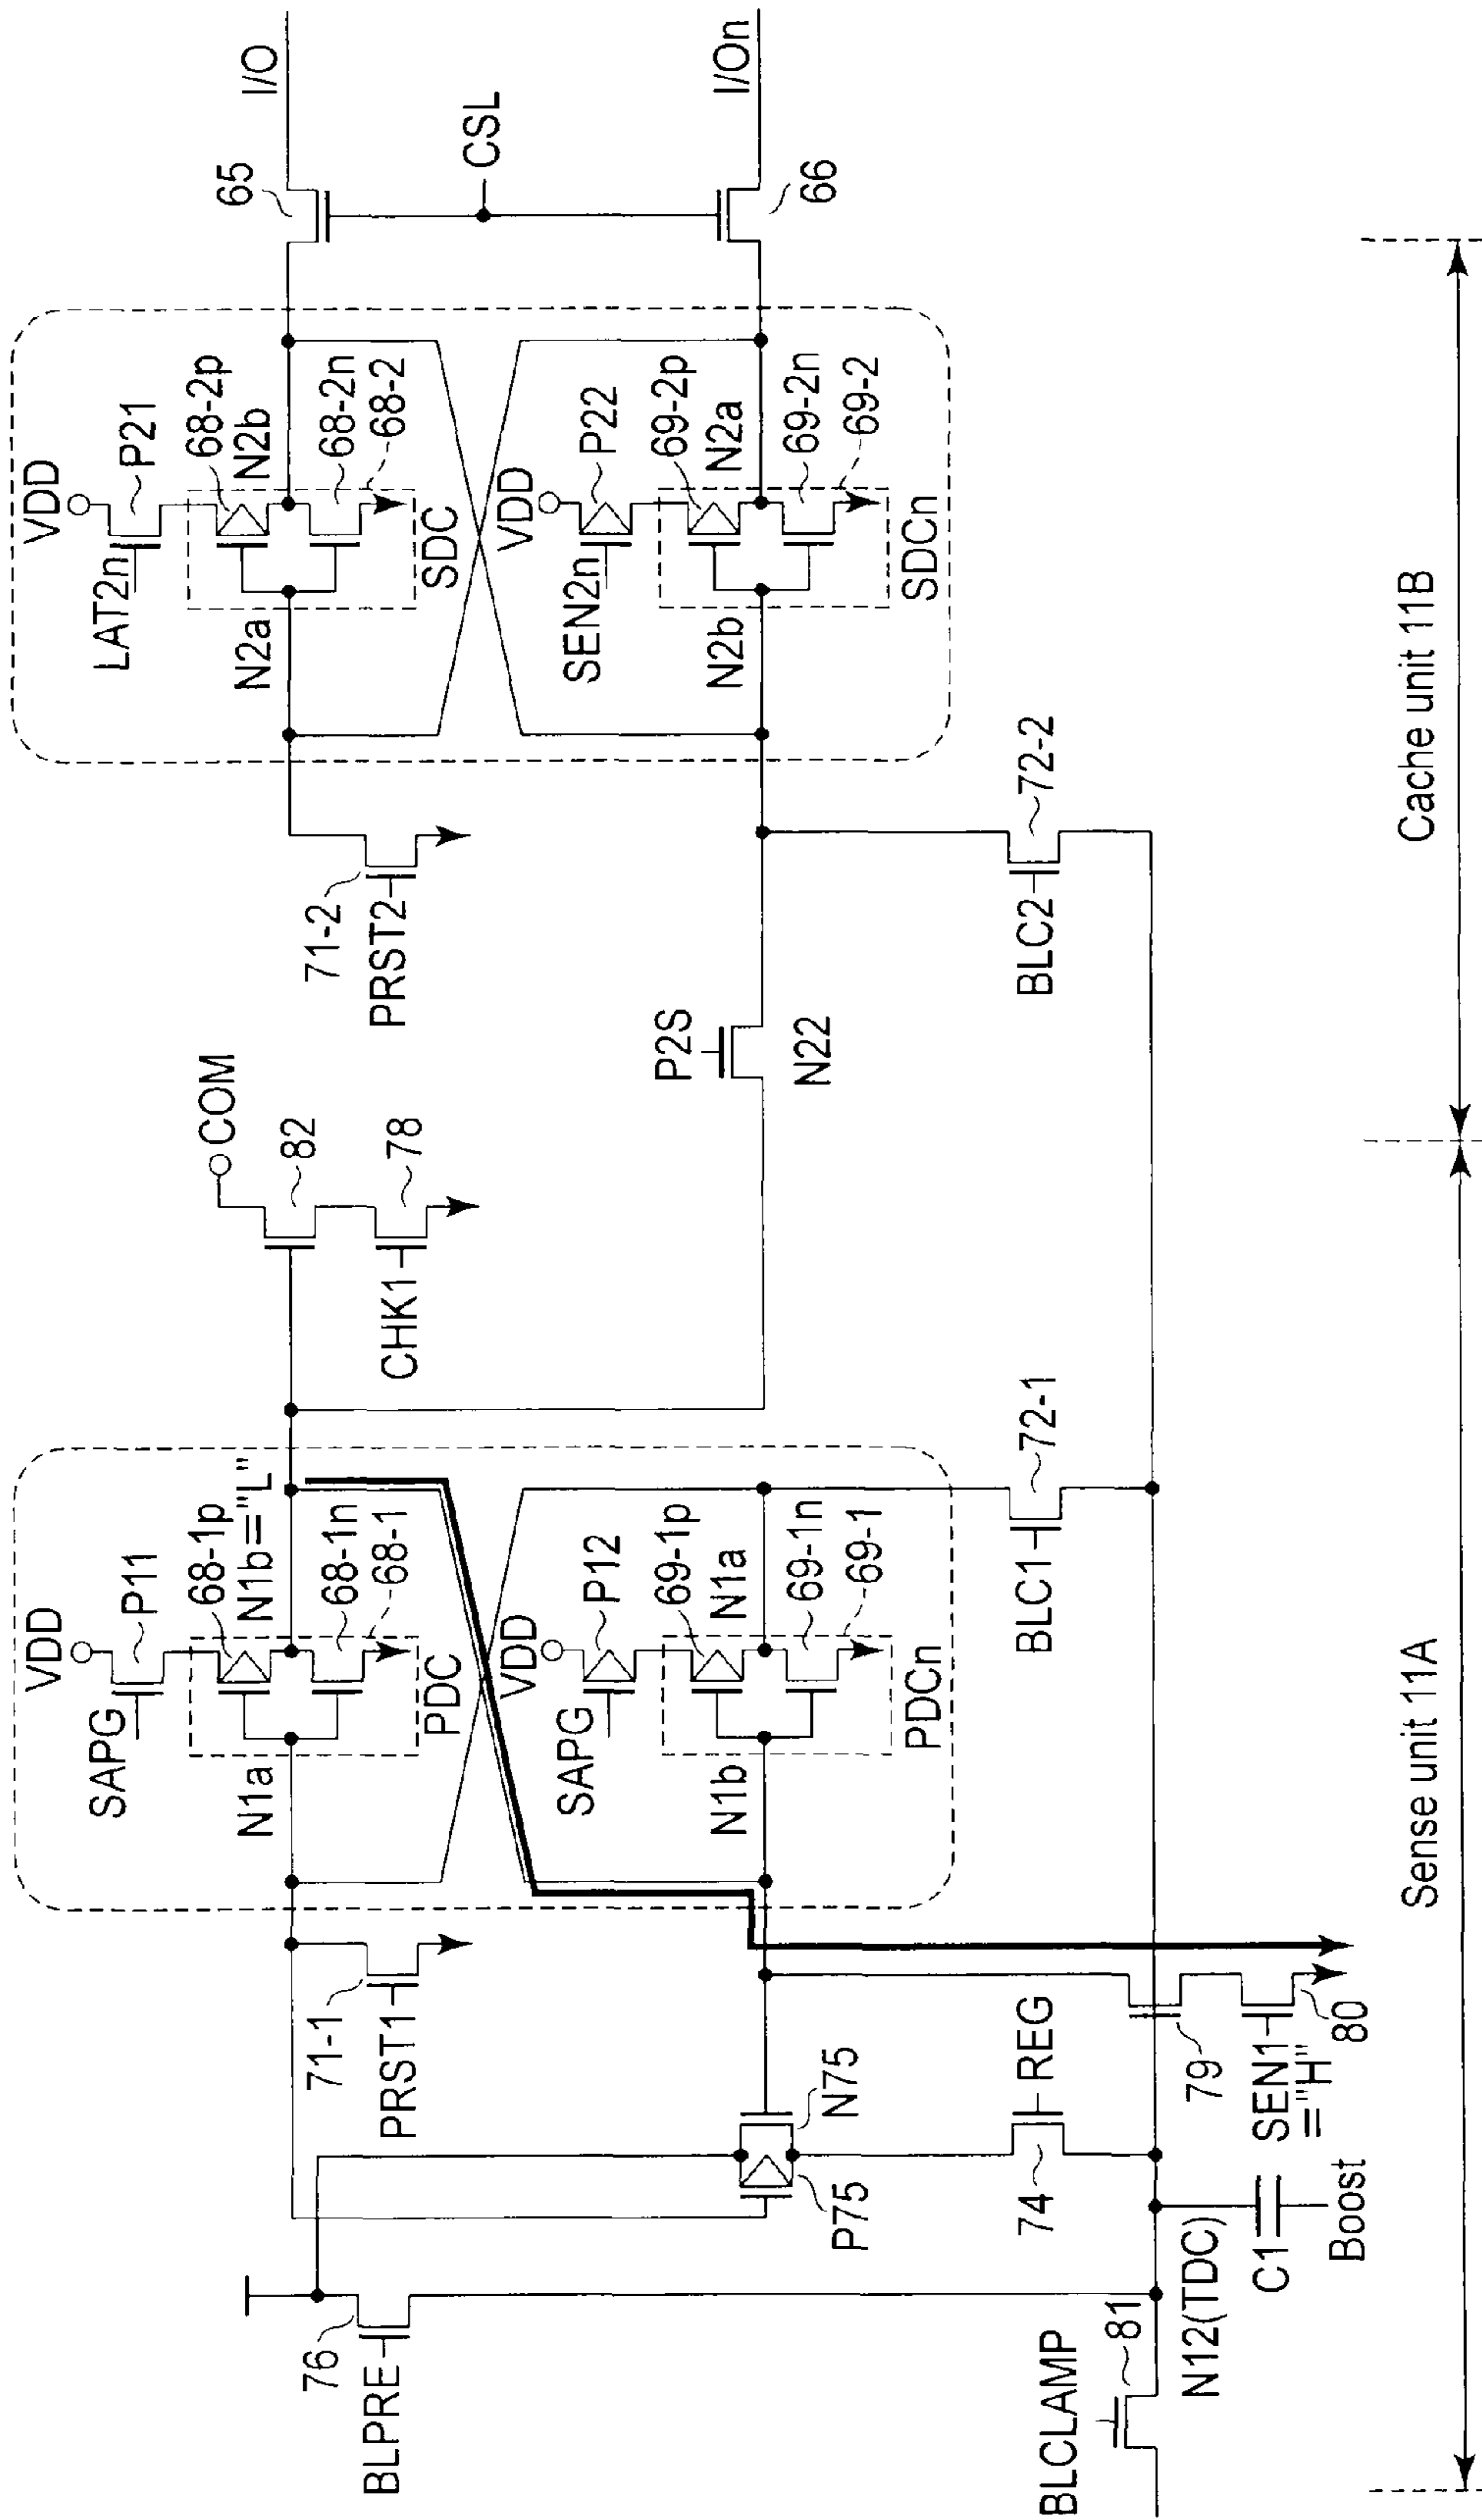 I/O
I/On
65
CSL
66
VDD
P21
LAT2n
68-2p
N2b
68-2n
68-2
N2a
SDC
VDD
P22
SEN2n
69-2p
N2a
69-2n
69-2
N2b
SDCn
71-2
PRST2
BLC2
72-2
P2S
N22
COM
82
78
CHK1
VDD
P11
SAPG
68-1p
N1b="L"
68-1n
68-1
N1a
PDC
VDD
P12
SAPG
69-1p
N1a
69-1n
69-1
N1b
PDCn
BLC1
72-1
71-1
PRST1
N75
P75
REG
74
79
SEN1
="H"
80
76
BLPRE
BLCLAMP
81
N12(TDC)
C1
Boost
Sense unit 11A
Cache unit 11B